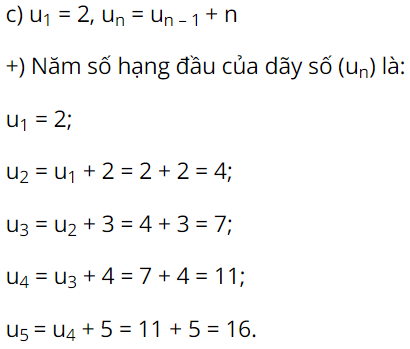 c) u₁ = 2, uₙ = uₙ ₋ ₁ + n
+) Năm số hạng đầu của dãy số (uₙ) là:
u₁ = 2;
u₂ = u₁ + 2 = 2 + 2 = 4;
u₃ = u₂ + 3 = 4 + 3 = 7;
u₄ = u₃ + 4 = 7 + 4 = 11;
u₅ = u₄ + 5 = 11 + 5 = 16.